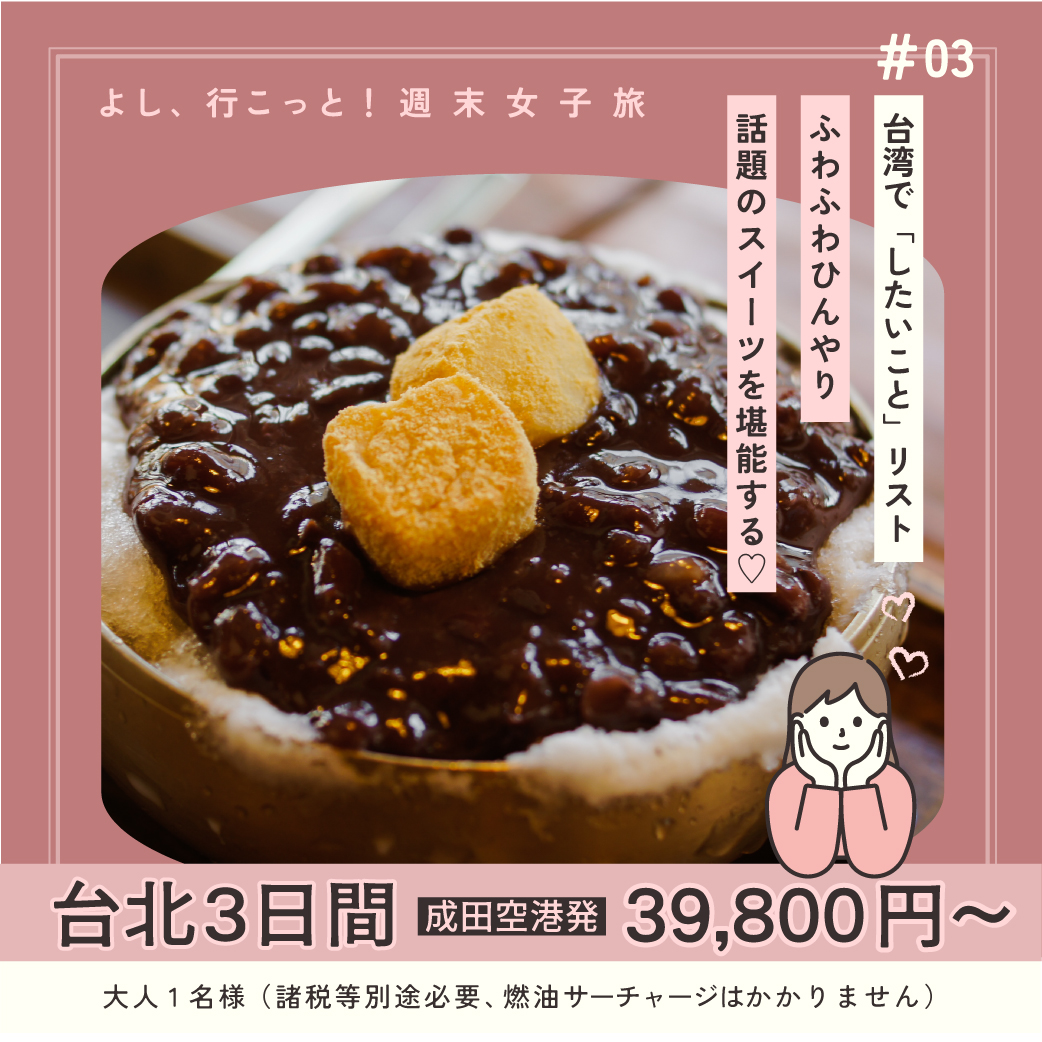 #03
よし、行こっと!週末女子旅
台湾で「したいこと」リスト
ふわふわひんやり
話題のスイーツを堪能する♡
台北3日間 成田空港発 39,800円〜
大人1名様(諸税等別途必要、燃油サーチャージはかかりません)